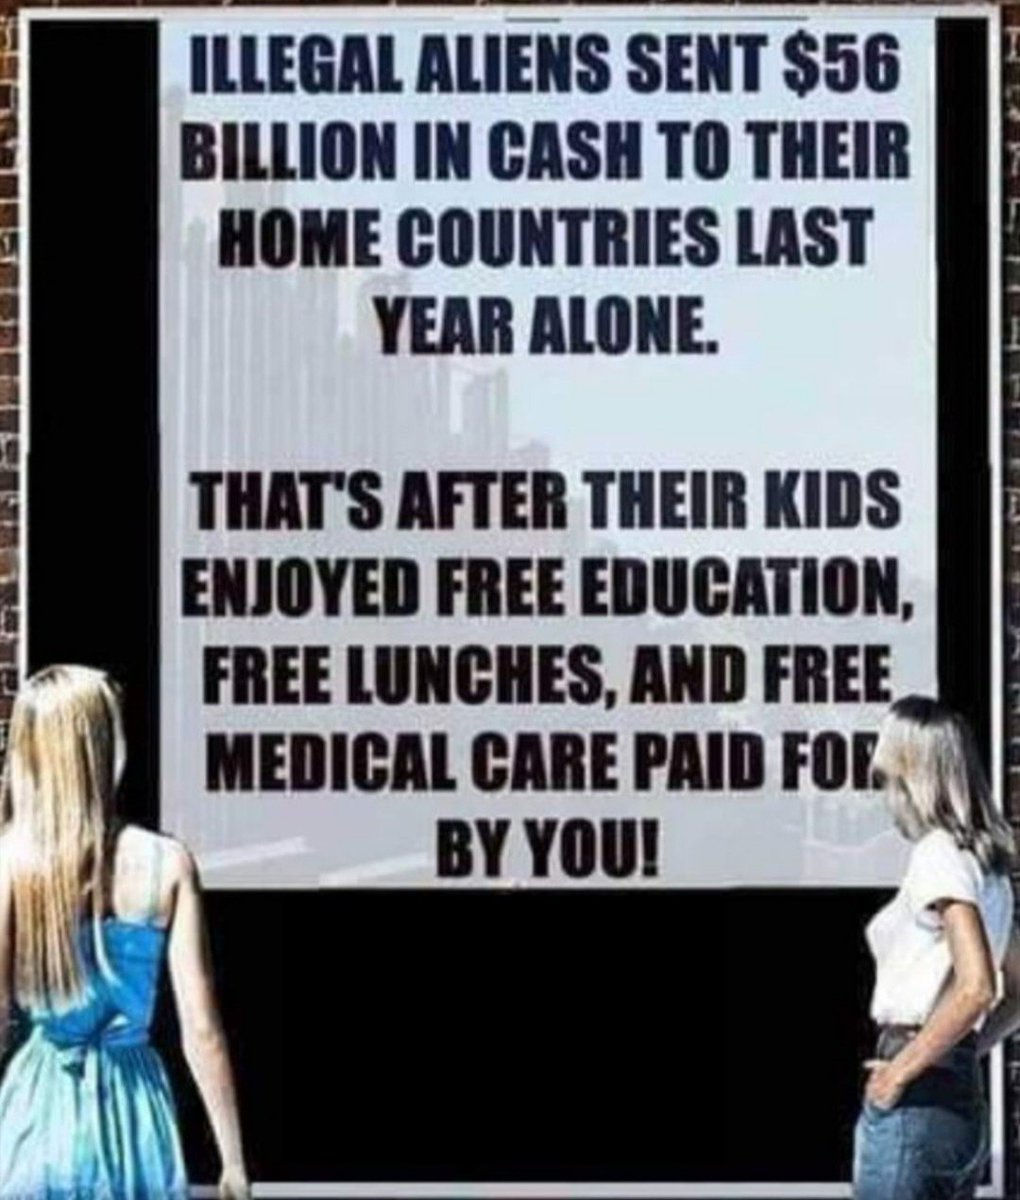 ILLEGAL ALIENS SENT $56
BILLION IN CASH TO THEIR
HOME COUNTRIES LAST
YEAR ALONE.
THAT'S AFTER THEIR KIDS
ENJOYED FREE EDUCATION,
FREE LUNCHES, AND FREE
MEDICAL CARE PAID FOR
BY YOU!